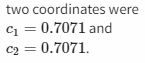 two coordinates were
c₁ = 0.7071 and
c₂ = 0.7071.